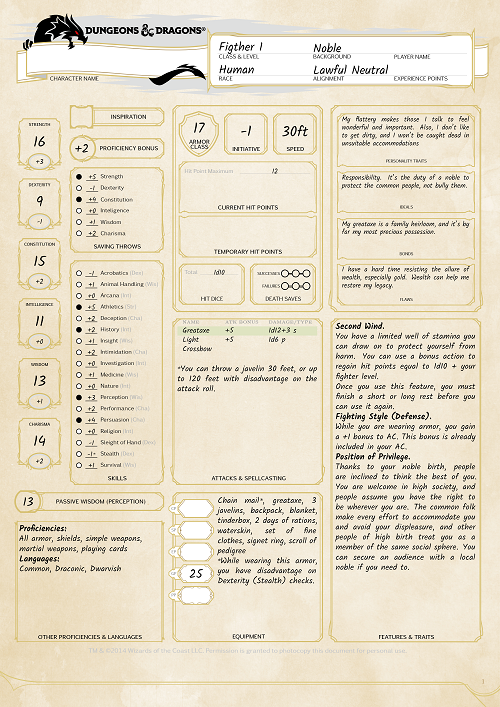 DUNGEONS & DRAGONS®
CHARACTER NAME
Figther 1
CLASS & LEVEL
Noble
BACKGROUND
PLAYER NAME
Human
RACE
Lawful Neutral
ALIGNMENT
EXPERIENCE POINTS
STRENGTH
16
+3
DEXTERITY
9
-1
CONSTITUTION
15
+2
INTELLIGENCE
11
+0
WISDOM
13
+1
CHARISMA
14
+2
INSPIRATION
+2 PROFICIENCY BONUS
+5 Strength
-1 Dexterity
+4 Constitution
+0 Inteligence
+1 Wisdom
+2 Charisma
SAVING THROWS
-1 Acrobatics (Dex)
+1 Animal Handling (Wis)
+0 Arcana (Int)
+5 Athletics (Str)
+2 Deception (Cha)
+2 History (Int)
+1 Insight (Wis)
+2 Intimidation (Cha)
+0 Investigation (Int)
+1 Medicine (Wis)
+0 Nature (Int)
+3 Perception (Wis)
+2 Performance (Cha)
+4 Persuasion (Cha)
+0 Religion (Int)
-1 Sleight of Hand (Dex)
-1* Stealth (Dex)
+1 Survival (Wis)
SKILLS
13 PASSIVE WISDOM (PERCEPTION)
Proficiencies:
All armor, shields, simple weapons,
martial weapons, playing cards
Languages:
Common, Draconic, Dwarvish
OTHER PROFICIENCIES & LANGUAGES
17
ARMOR
CLASS
-1
INITIATIVE
30ft
SPEED
Hit Point Maximum 12
CURRENT HIT POINTS
TEMPORARY HIT POINTS
Total 1d10
HIT DICE
SUCCESSES
FAILURES
DEATH SAVES
NAME ATK BONUS DAMAGE/TYPE
Greataxe +5 1d12+3 s
Light +5 1d6 p
Crossbow
*You can throw a javelin 30 feet, or up
to 120 feet with disadvantage on the
attack roll.
ATTACKS & SPELLCASTING
25
Chain mail*, greataxe, 3
javelins, backpack, blanket,
tinderbox, 2 days of rations,
waterskin, set of fine
clothes, signet ring, scroll of
pedigree
*While wearing this armor,
you have disadvantage on
Dexterity (Stealth) checks.
EQUIPMENT
My flattery makes those I talk to feel
wonderful and important. Also, I don't like
to get dirty, and I won't be caught dead in
unsuitable accommodations
PERSONALITY TRAITS
Responsibility. It's the duty of a noble to
protect the common people, not bully them.
IDEALS
My greataxe is a family heirloom, and it's by
far my most precious possession.
BONDS
I have a hard time resisting the allure of
wealth, especially gold. Wealth can help me
restore my legacy.
FLAWS
Second Wind.
You have a limited well of stamina you
can draw on to protect yourself from
harm. You can use a bonus action to
regain hit points equal to 1d10 + your
fighter level.
Once you use this feature, you must
finish a short or long rest before you
can use it again.
Fighting Style (Defense).
While you are wearing armor, you gain
a +1 bonus to AC. This bonus is already
included in your AC.
Position of Privilege.
Thanks to your noble birth, people
are inclined to think the best of you.
You are welcome in high society, and
people assume you have the right to
be wherever you are. The common folk
make every effort to accommodate you
and avoid your displeasure, and other
people of high birth treat you as a
member of the same social sphere. You
can secure an audience with a local
noble if you need to.
FEATURES & TRAITS
TM & ©2014 Wizards of the Coast LLC. Permission is granted to photocopy this document for personal use.
1